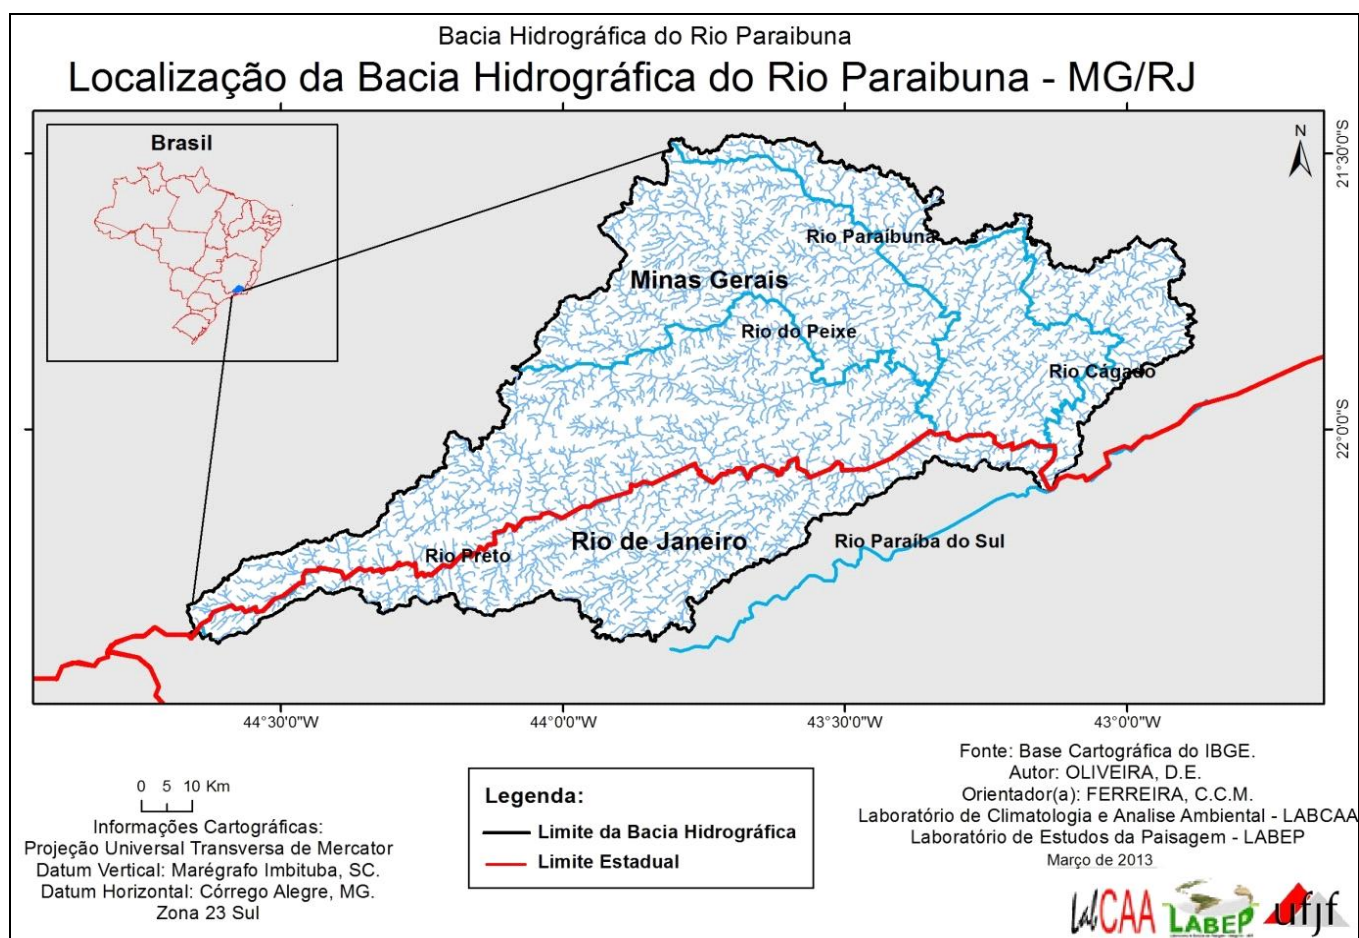 Bacia Hidrográfica do Rio Paraibuna
Localização da Bacia Hidrográfica do Rio Paraibuna - MG/RJ
Brasil
N
21°30'0"S
Rio Paraíbuna
Minas Gerais
Rio do Peixe
Rio Cágado
22°0'0"S
Rio de Janeiro
Rio Paraíba do Sul
Rio Preto
44°30'0"W
44°0'0"W
43°30'0"W
43°0'0"W
0 5 10 Km
Informações Cartográficas:
Projeção Universal Transversa de Mercator
Datum Vertical: Marégrafo Imbituba, SC.
Datum Horizontal: Córrego Alegre, MG.
Zona 23 Sul
Legenda:
Limite da Bacia Hidrográfica
Limite Estadual
Fonte: Base Cartográfica do IBGE.
Autor: OLIVEIRA, D.E.
Orientador(a): FERREIRA, C.C.M.
Laboratório de Climatologia e Analise Ambiental - LABCAA
Laboratório de Estudos da Paisagem - LABEP
Março de 2013
LabCAA
LABEP
ufjf